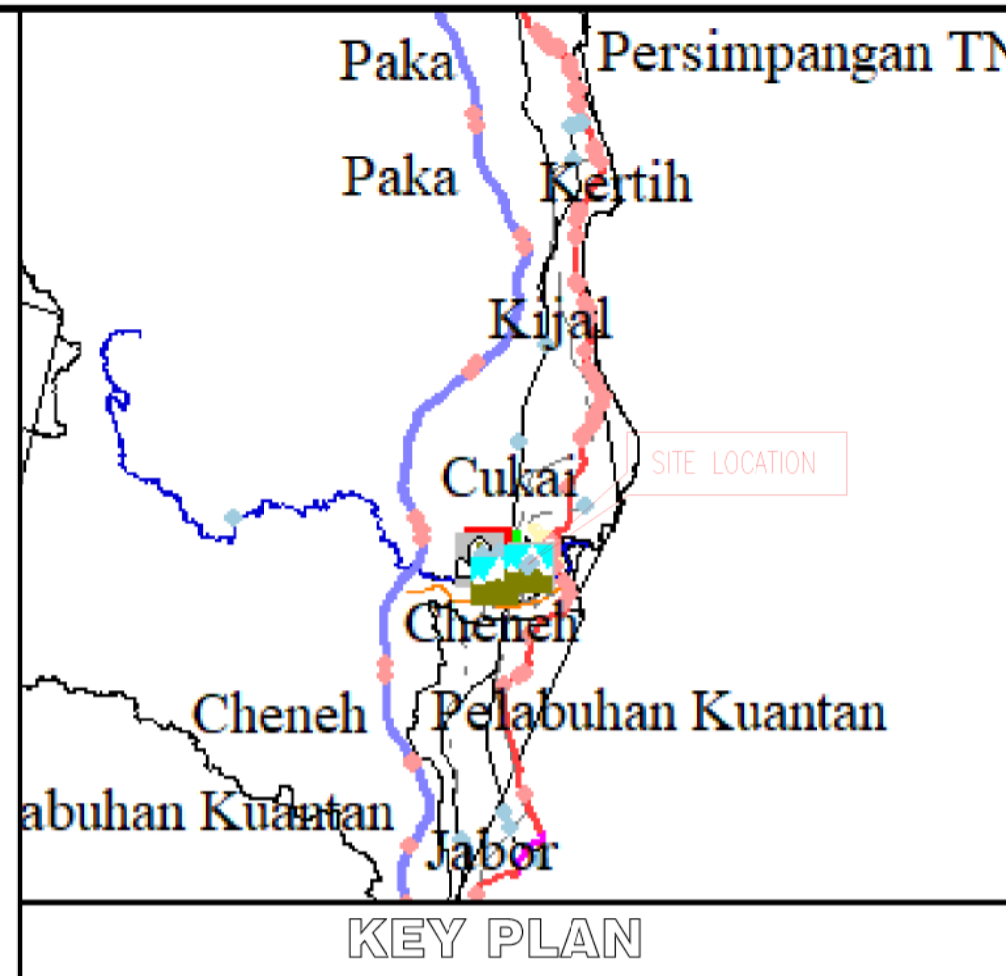 Paka
Persimpangan TN
Paka
Kertih
Kijal
Cukai
SITE LOCATION
Cheneh
Cheneh
Pelabuhan Kuantan
abuhan Kuantan
Jabor
KEY PLAN